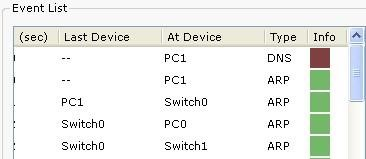 Event List
(sec) Last Device At Device Type Info
-- PC1 DNS
-- PC1 ARP
PC1 Switch0 ARP
Switch0 PC0 ARP
Switch0 Switch1 ARP